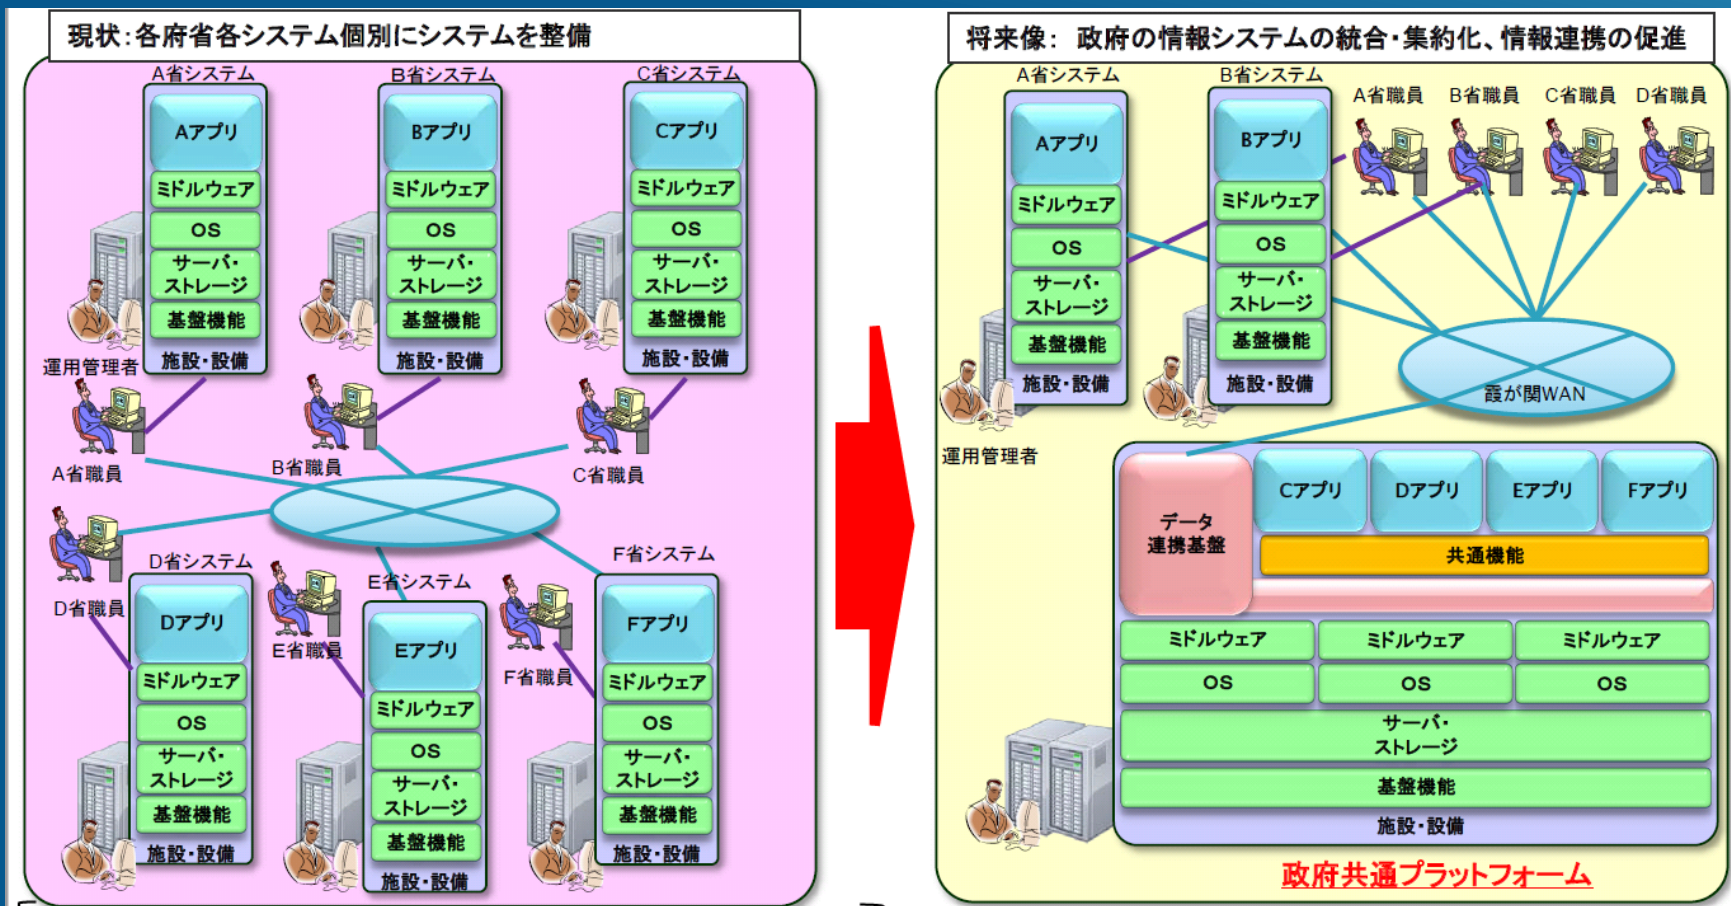 現状：各府省各システム個別にシステムを整備
A省システム
B省システム
C省システム
Aアプリ
ミドルウェア
OS
サーバ・
ストレージ
基盤機能
施設・設備
Bアプリ
ミドルウェア
OS
サーバ・
ストレージ
基盤機能
施設・設備
Cアプリ
ミドルウェア
OS
サーバ・
ストレージ
基盤機能
施設・設備
運用管理者
A省職員
B省職員
C省職員
D省職員
E省職員
F省職員
D省システム
E省システム
F省システム
Dアプリ
ミドルウェア
OS
サーバ・
ストレージ
基盤機能
施設・設備
Eアプリ
ミドルウェア
OS
サーバ・
ストレージ
基盤機能
施設・設備
Fアプリ
ミドルウェア
OS
サーバ・
ストレージ
基盤機能
施設・設備
将来像： 政府の情報システムの統合・集約化、情報連携の促進
A省システム
B省システム
A省職員
B省職員
C省職員
D省職員
Aアプリ
ミドルウェア
OS
サーバ・
ストレージ
基盤機能
施設・設備
Bアプリ
ミドルウェア
OS
サーバ・
ストレージ
基盤機能
施設・設備
霞が関WAN
運用管理者
データ
連携基盤
Cアプリ
Dアプリ
Eアプリ
Fアプリ
共通機能
ミドルウェア
ミドルウェア
ミドルウェア
OS
OS
OS
サーバ・
ストレージ
基盤機能
施設・設備
政府共通プラットフォーム